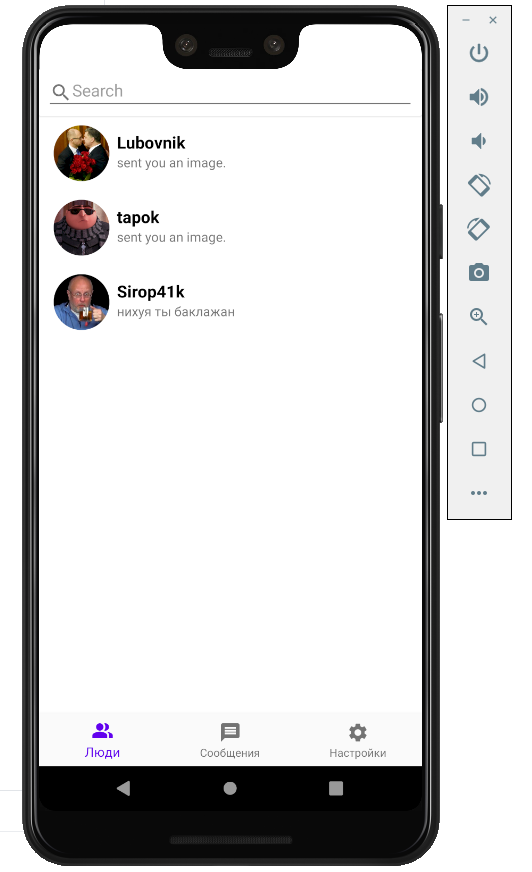 Search
Lubovnik
sent you an image.
tapok
sent you an image.
Sirop41k
нихуя ты баклажан
Люди
Сообщения
Настройки